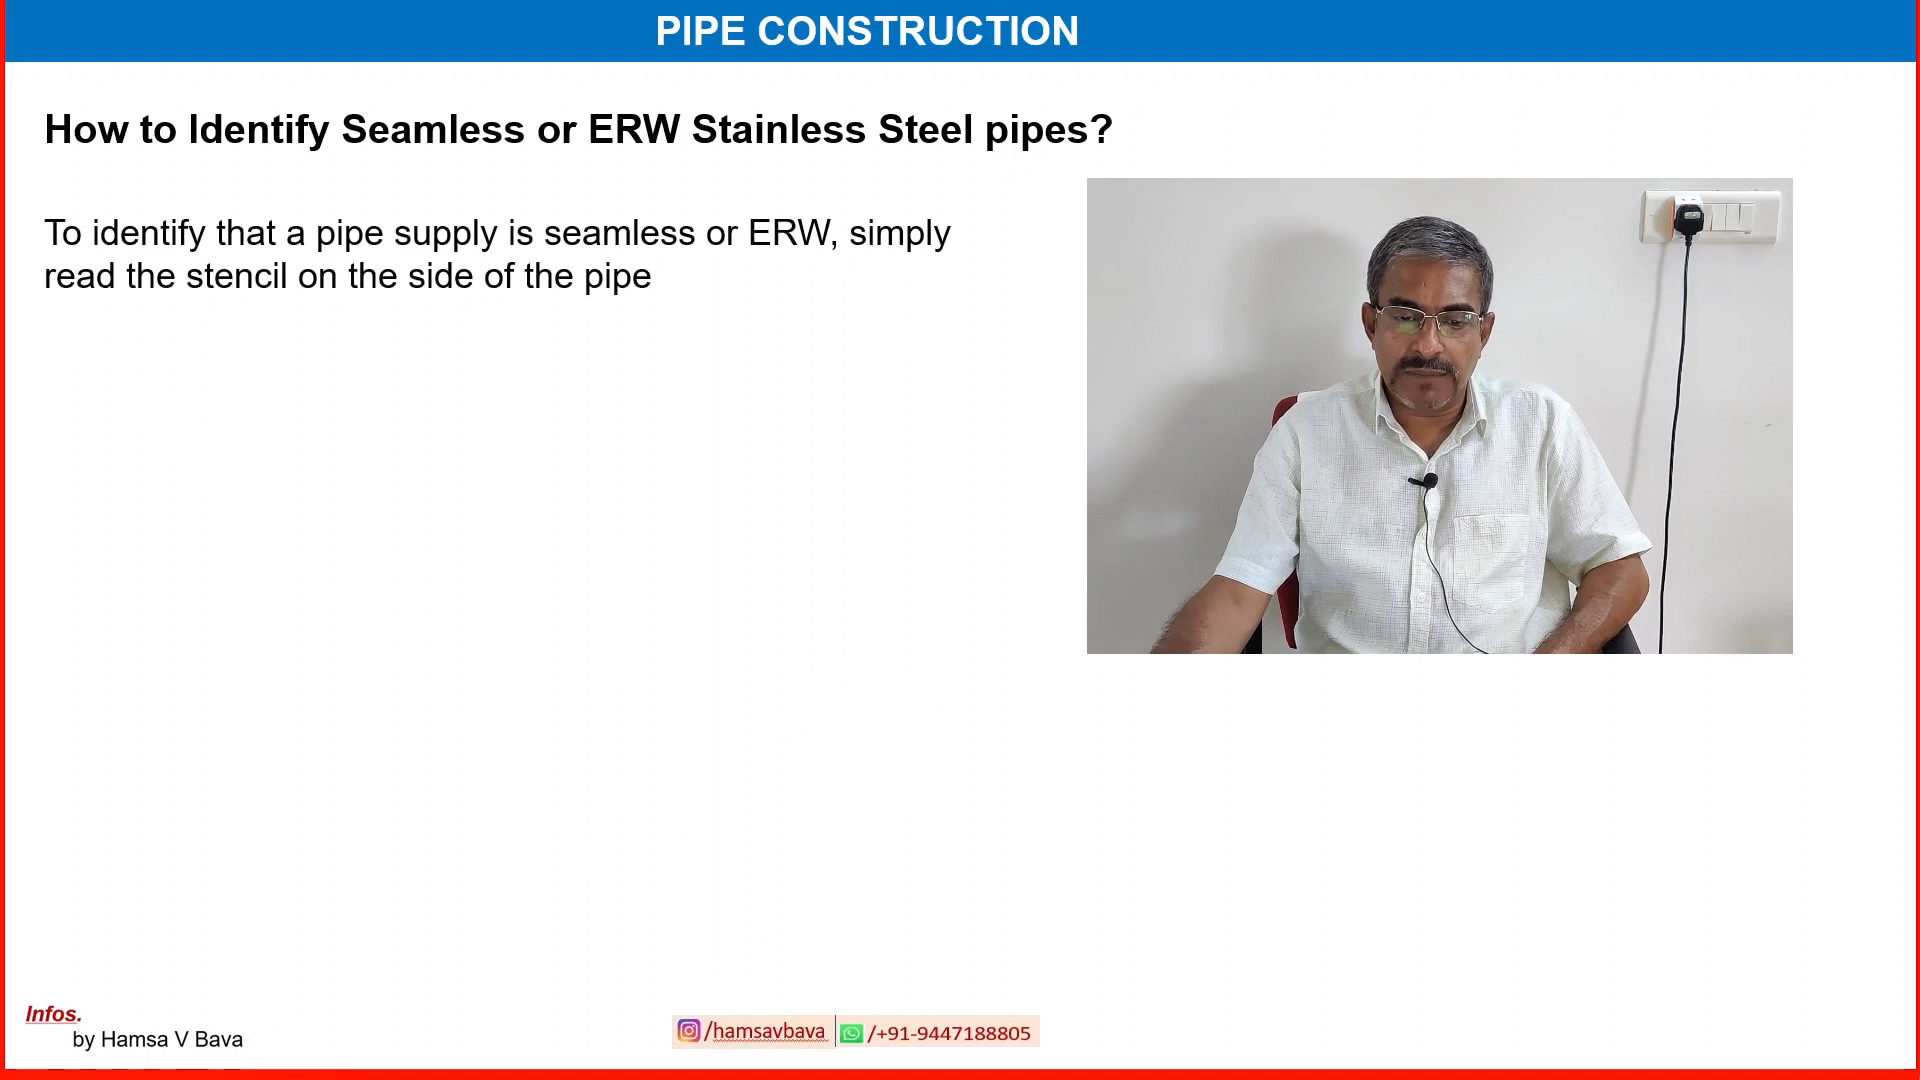 PIPE CONSTRUCTION
How to Identify Seamless or ERW Stainless Steel pipes?
To identify that a pipe supply is seamless or ERW, simply
read the stencil on the side of the pipe
Infos.
by Hamsa V Bava
/hamsavbava
/+91-9447188805